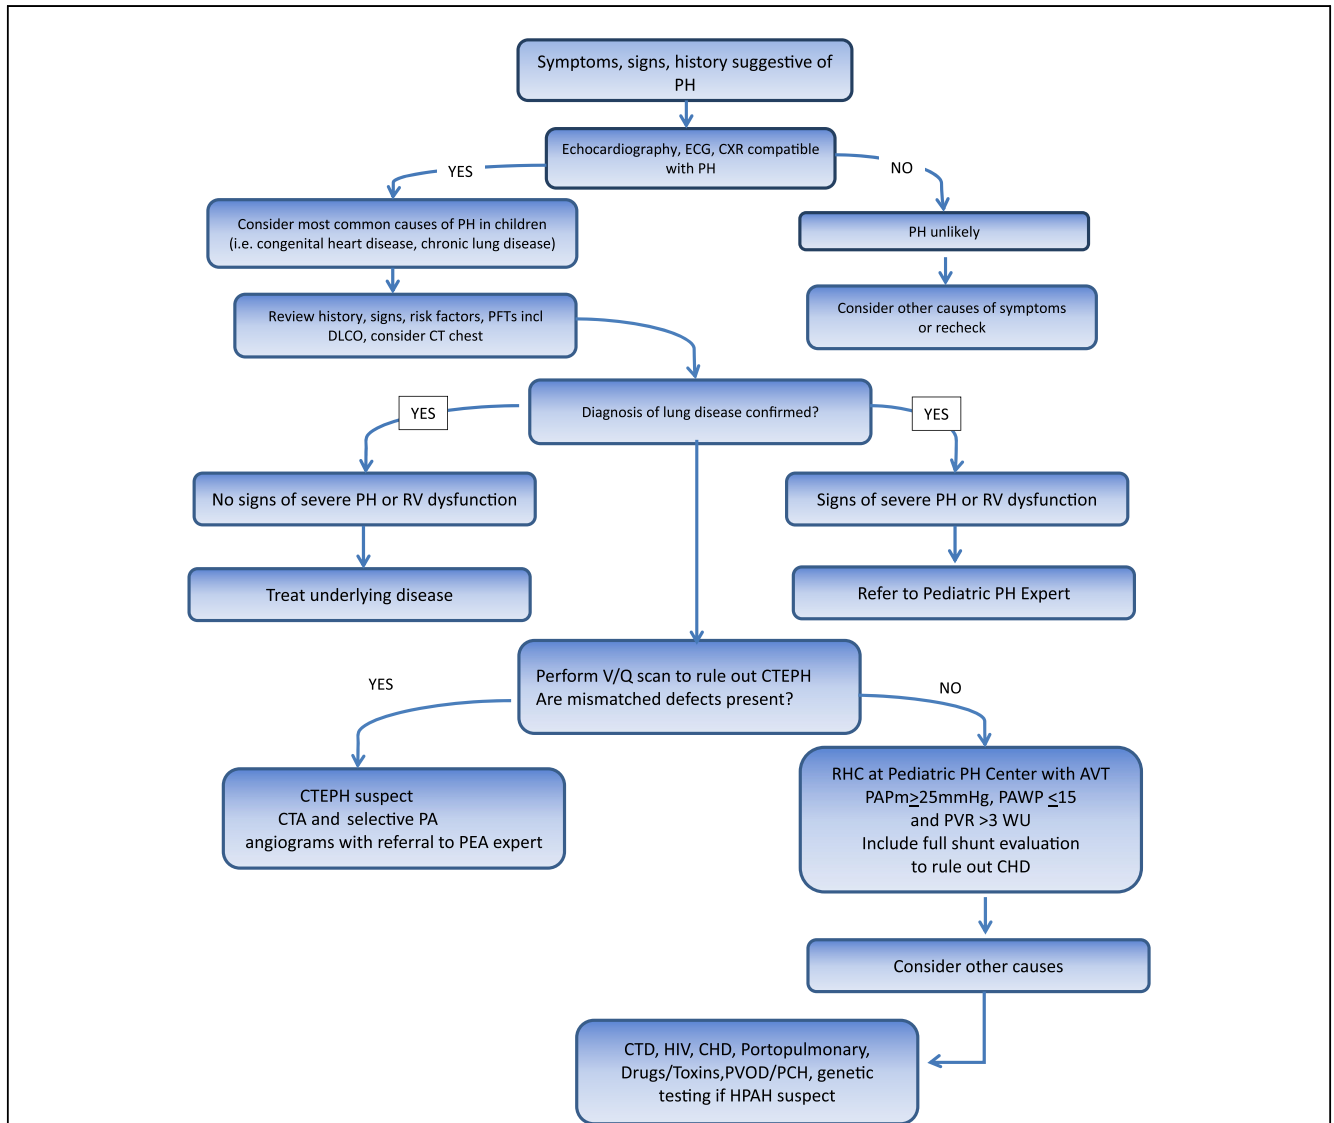 Symptoms, signs, history suggestive of
PH
Echocardiography, ECG, CXR compatible
with PH
YES
NO
Consider most common causes of PH in children
(i.e. congenital heart disease, chronic lung disease)
PH unlikely
Review history, signs, risk factors, PFTs incl
DLCO, consider CT chest
Consider other causes of symptoms
or recheck
Diagnosis of lung disease confirmed?
YES
YES
No signs of severe PH or RV dysfunction
Signs of severe PH or RV dysfunction
Treat underlying disease
Refer to Pediatric PH Expert
Perform V/Q scan to rule out CTEPH
Are mismatched defects present?
YES
NO
CTEPH suspect
CTA and selective PA
angiograms with referral to PEA expert
RHC at Pediatric PH Center with AVT
PAPm≥25mmHg, PAWP ≤15
and PVR >3 WU
Include full shunt evaluation
to rule out CHD
Consider other causes
CTD, HIV, CHD, Portopulmonary,
Drugs/Toxins,PVOD/PCH, genetic
testing if HPAH suspect